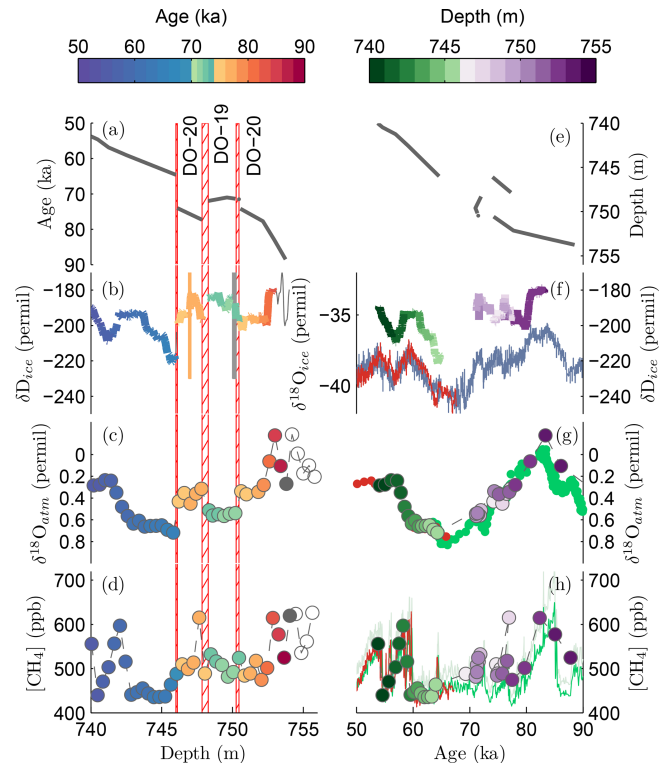 Age (ka)
50 60 70 80 90
Depth (m)
740 745 750 755
(a)
DO−20
DO−19
DO−20
50
60
70
80
90
Age (ka)
(e)
740
745
750
755
Depth (m)
(b)
−180
−200
−220
−240
δD_ice (permil)
(f)
−35
−40
δ¹⁸O_ice (permil)
−180
−200
−220
−240
δD_ice (permil)
(c)
0
0.2
0.4
0.6
0.8
δ¹⁸O_atm (permil)
(g)
0
0.2
0.4
0.6
0.8
δ¹⁸O_atm (permil)
(d)
700
600
500
400
[CH₄] (ppb)
(h)
700
600
500
400
[CH₄] (ppb)
740 745 750 755
Depth (m)
50 60 70 80 90
Age (ka)